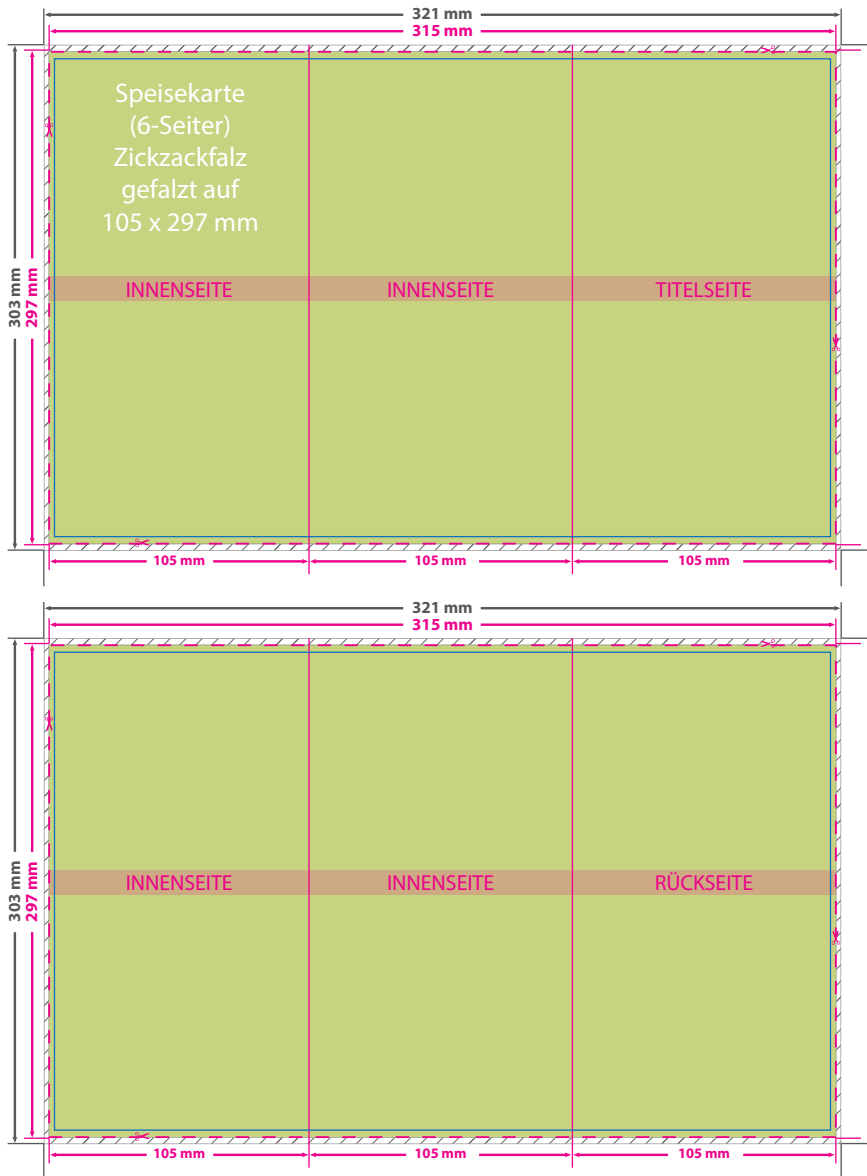 321 mm
315 mm
Speisekarte
(6-Seiter)
Zickzackfalz
gefalzt auf
105 x 297 mm
303 mm
297 mm
INNENSEITE
INNENSEITE
TITELSEITE
105 mm
105 mm
105 mm
321 mm
315 mm
303 mm
297 mm
INNENSEITE
INNENSEITE
RÜCKSEITE
105 mm
105 mm
105 mm